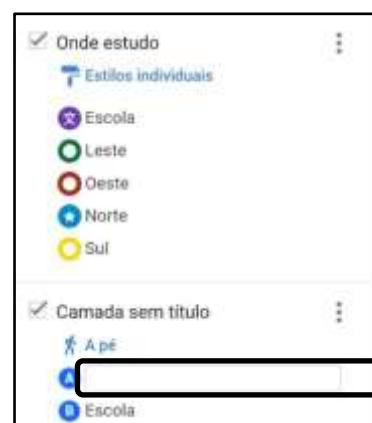 Onde estudo
Estilos individuais
Escola
Leste
Oeste
Norte
Sul
Camada sem título
A pé
A
B Escola